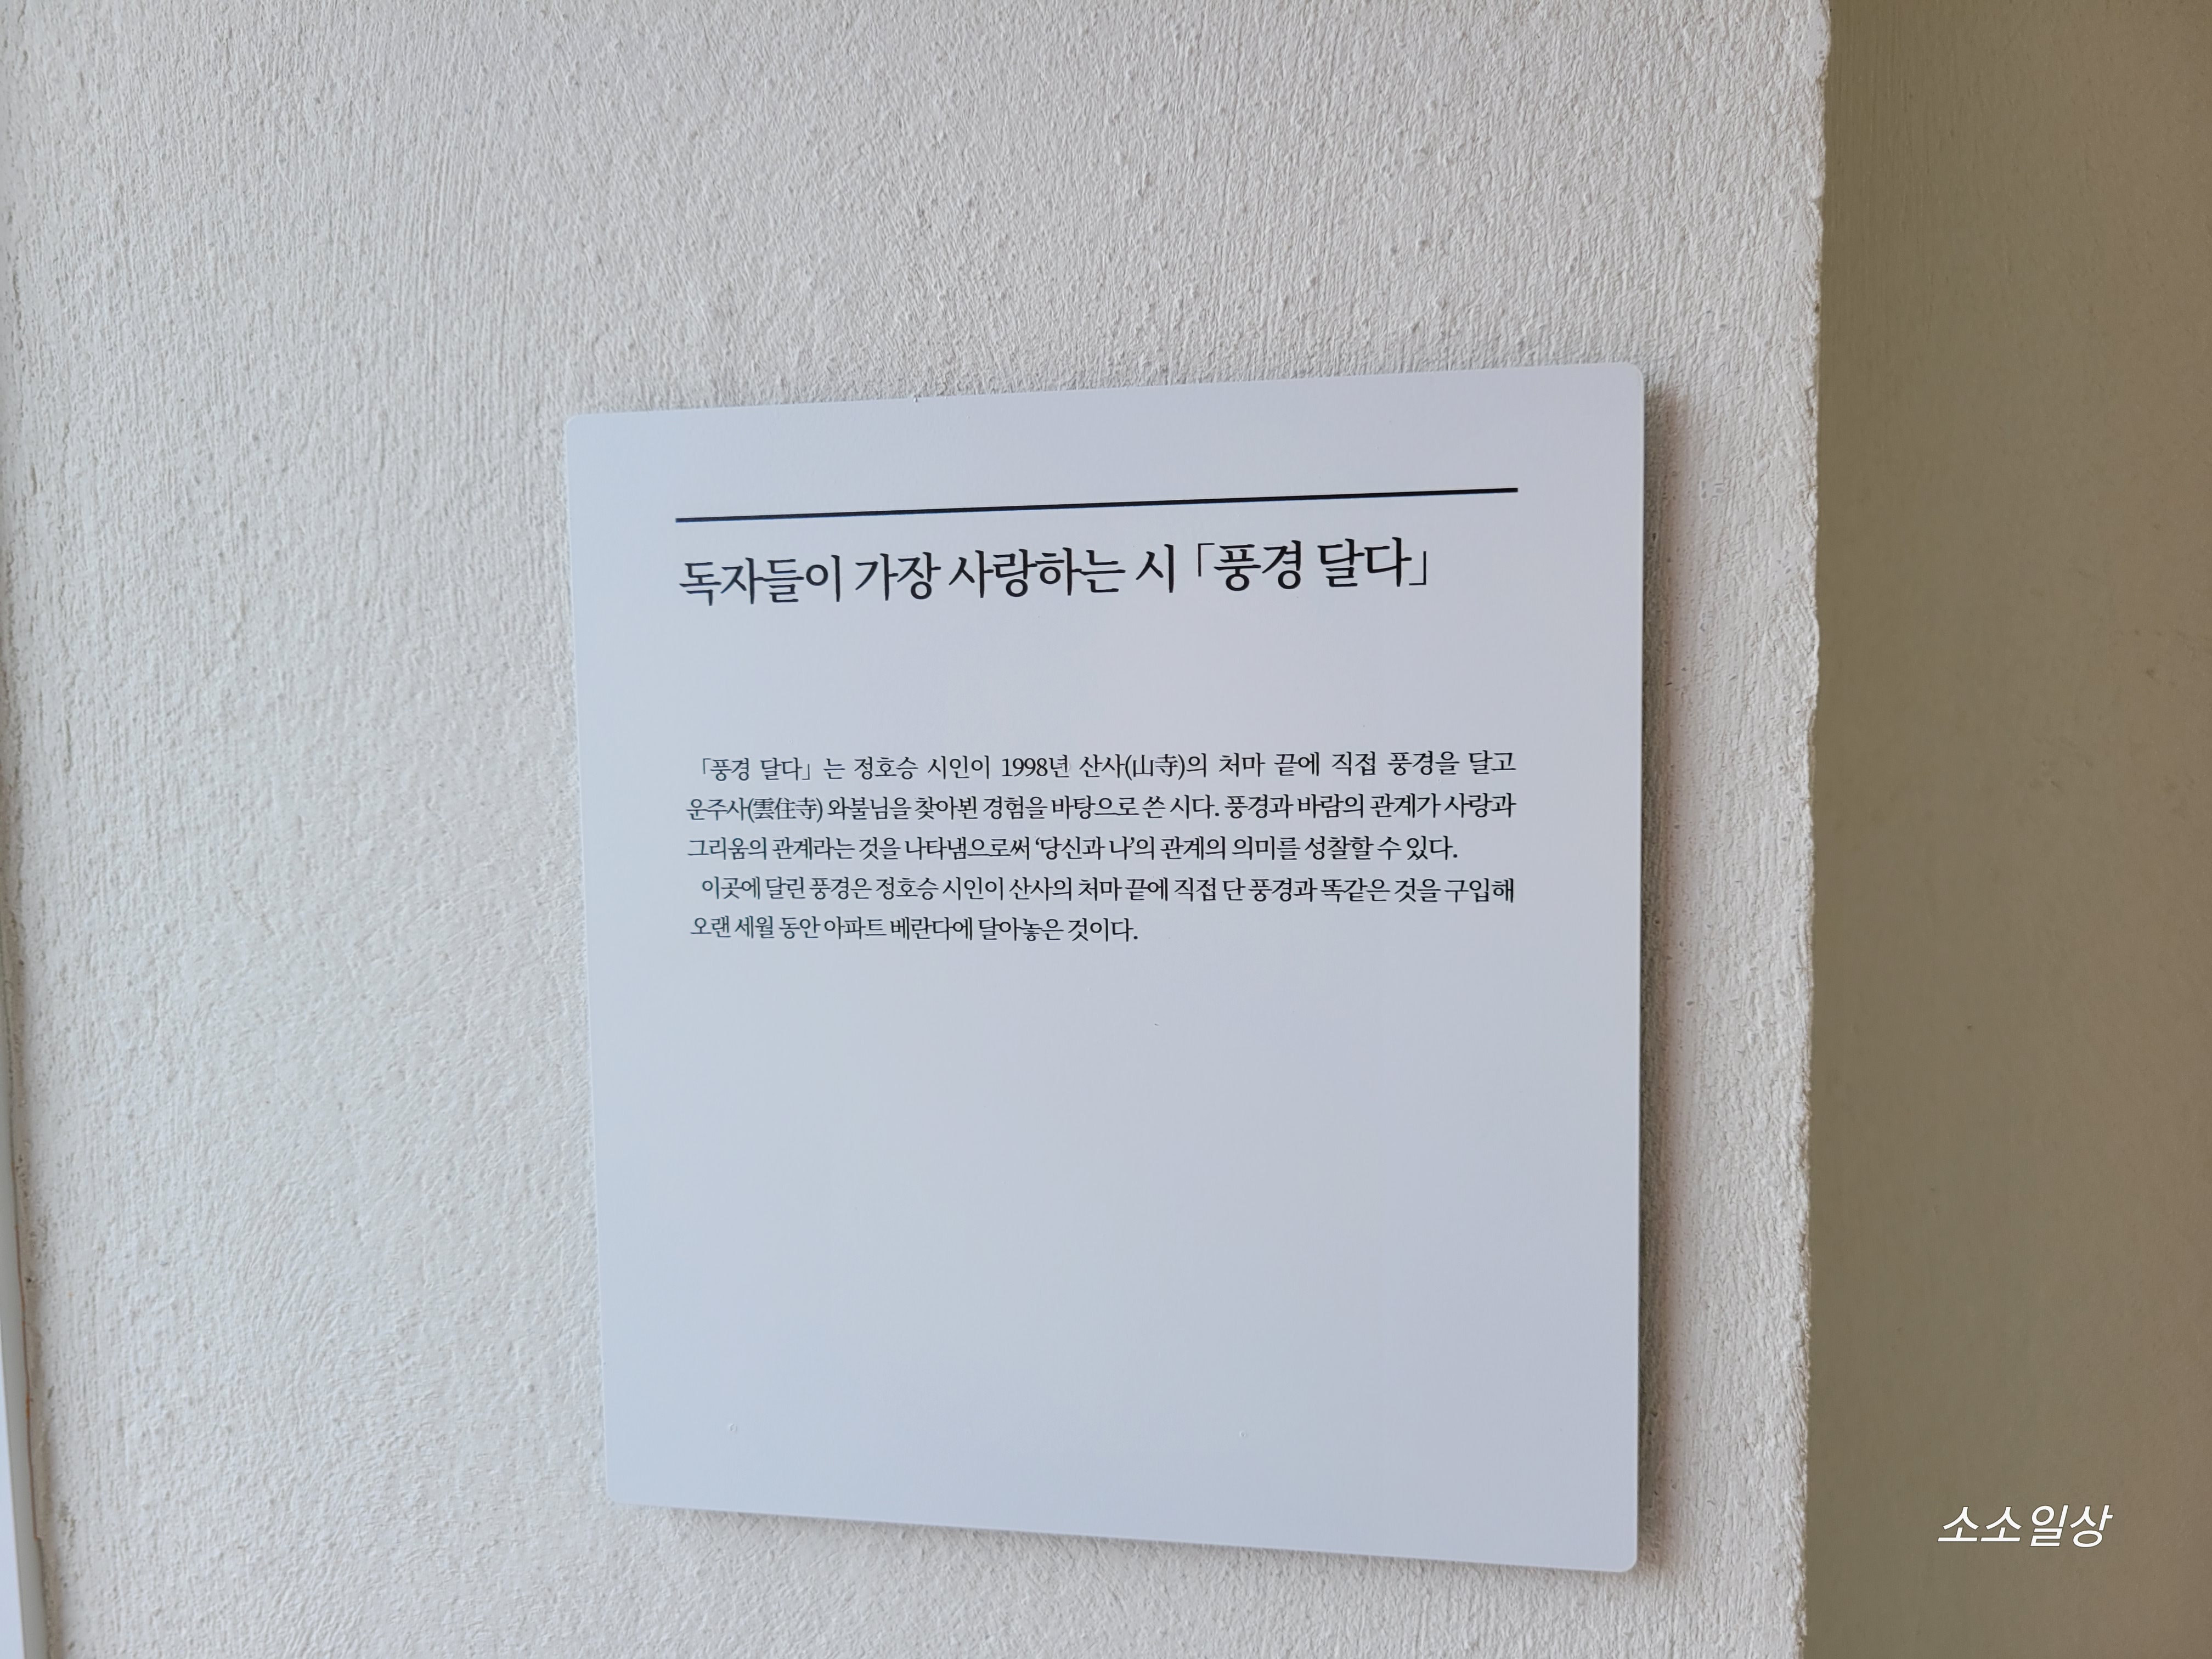 독자들이 가장 사랑하는 시 「풍경 달다」
「풍경 달다」는 정호승 시인이 1998년 산사(山寺)의 처마 끝에 직접 풍경을 달고
운주사(雲住寺) 와불님을 찾아뵌 경험을 바탕으로 쓴 시다. 풍경과 바람의 관계가 사랑과
그리움의 관계라는 것을 나타냄으로써 ‘당신과 나’의 관계의 의미를 성찰할 수 있다.
이곳에 달린 풍경은 정호승 시인이 산사의 처마 끝에 직접 단 풍경과 똑같은 것을 구입해
오랜 세월 동안 아파트 베란다에 달아놓은 것이다.
소소일상